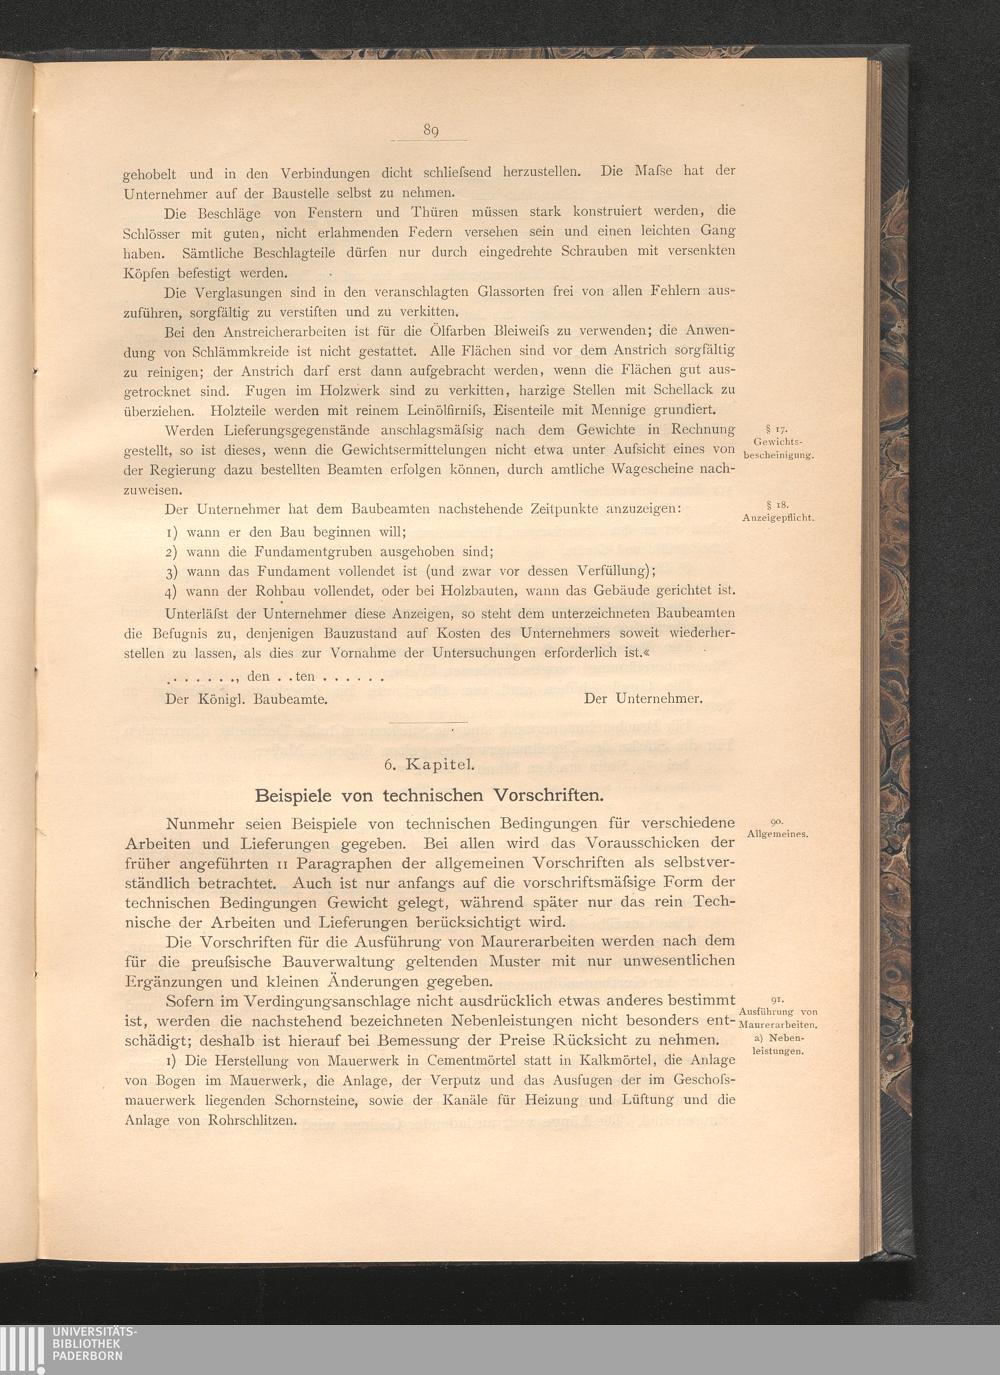 89
gehobelt und in den Verbindungen dicht schließsend herzustellen. Die Maſse hat der
Unternehmer auf der Baustelle selbst zu nehmen.
Die Beschläge von Fenstern und Thüren müssen stark konstruiert werden, die
Schlösser mit guten, nicht erlahmenden Federn versehen sein und einen leichten Gang
haben. Sämtliche Beschlagteile dürfen nur durch eingedrehte Schrauben mit versenkten
Köpfen befestigt werden.
Die Verglasungen sind in den veranschlagten Glassorten frei von allen Fehlern aus-
zuführen, sorgfältig zu verstiften und zu verkitten.
Bei den Anstreicherarbeiten ist für die Ölfarben Bleiweiſs zu verwenden; die Anwen-
dung von Schlämmkreide ist nicht gestattet. Alle Flächen sind vor dem Anstrich sorgfältig
zu reinigen; der Anstrich darf erst dann aufgebracht werden, wenn die Flächen gut aus-
getrocknet sind. Fugen im Holzwerk sind zu verkitten, harzige Stellen mit Schellack zu
überziehen. Holzteile werden mit reinem Leinölfirniſs, Eisenteile mit Mennige grundiert.
Werden Lieferungsgegenstände anschlagsmäſsig nach dem Gewichte in Rechnung
gestellt, so ist dieses, wenn die Gewichtsermittelungen nicht etwa unter Aufsicht eines von
der Regierung dazu bestellten Beamten erfolgen können, durch amtliche Wagescheine nach-
zuweisen.
§ 17.
Gewichts-
bescheinigung.
Der Unternehmer hat dem Baubeamten nachstehende Zeitpunkte anzuzeigen:
§ 18.
Anzeigepflicht.
1) wann er den Bau beginnen will;
2) wann die Fundamentgruben ausgehoben sind;
3) wann das Fundament vollendet ist (und zwar vor dessen Verfüllung);
4) wann der Rohbau vollendet, oder bei Holzbauten, wann das Gebäude gerichtet ist.
Unterläſst der Unternehmer diese Anzeigen, so steht dem unterzeichneten Baubeamten
die Befugnis zu, denjenigen Bauzustand auf Kosten des Unternehmers soweit wiederher-
stellen zu lassen, als dies zur Vornahme der Untersuchungen erforderlich ist.«
. . . . . . ., den . . ten . . . . . .
Der Königl. Baubeamte. Der Unternehmer.
6. Kapitel.
Beispiele von technischen Vorschriften.
Nunmehr seien Beispiele von technischen Bedingungen für verschiedene
Arbeiten und Lieferungen gegeben. Bei allen wird das Vorausschicken der
früher angeführten 11 Paragraphen der allgemeinen Vorschriften als selbstver-
ständlich betrachtet. Auch ist nur anfangs auf die vorschriftsmäſsige Form der
technischen Bedingungen Gewicht gelegt, während später nur das rein Tech-
nische der Arbeiten und Lieferungen berücksichtigt wird.
90.
Allgemeines.
Die Vorschriften für die Ausführung von Maurerarbeiten werden nach dem
für die preuſsische Bauverwaltung geltenden Muster mit nur unwesentlichen
Ergänzungen und kleinen Änderungen gegeben.
Sofern im Verdingungsanschlage nicht ausdrücklich etwas anderes bestimmt
ist, werden die nachstehend bezeichneten Nebenleistungen nicht besonders ent-
schädigt; deshalb ist hierauf bei Bemessung der Preise Rücksicht zu nehmen.
91.
Ausführung von
Maurerarbeiten.
a) Neben-
leistungen.
1) Die Herstellung von Mauerwerk in Cementmörtel statt in Kalkmörtel, die Anlage
von Bogen im Mauerwerk, die Anlage, der Verputz und das Ausfugen der im Geschoſs-
mauerwerk liegenden Schornsteine, sowie der Kanäle für Heizung und Lüftung und die
Anlage von Rohrschlitzen.
UNIVERSITÄTS-
BIBLIOTHEK
PADERBORN